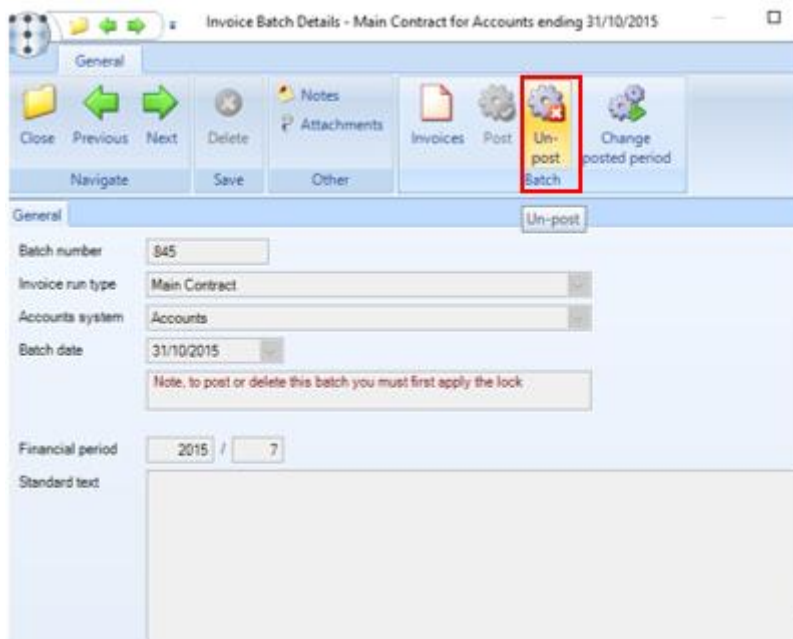 Invoice Batch Details - Main Contract for Accounts ending 31/10/2015
General
Close Previous Next Delete Notes Attachments Invoices Post Un-post Change posted period
Navigate Save Other Batch
General
Un-post
Batch number 845
Invoice run type Main Contract
Accounts system Accounts
Batch date 31/10/2015
Note, to post or delete this batch you must first apply the lock
Financial period 2015 / 7
Standard text